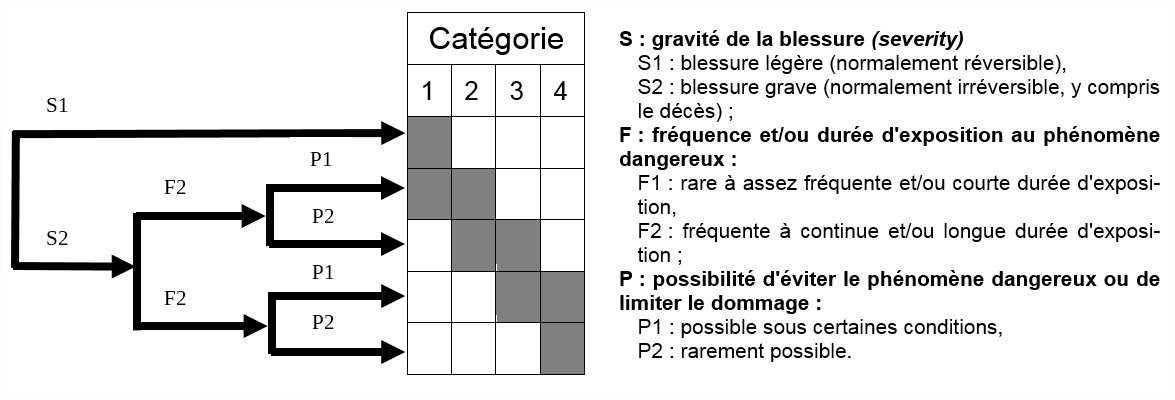 Catégorie
1 2 3 4
S1
P1
F2
P2
S2
P1
F2
P2
S : gravité de la blessure (severity)
S1 : blessure légère (normalement réversible),
S2 : blessure grave (normalement irréversible, y compris
le décès) ;
F : fréquence et/ou durée d'exposition au phénomène
dangereux :
F1 : rare à assez fréquente et/ou courte durée d'exposi-
tion,
F2 : fréquente à continue et/ou longue durée d'exposi-
tion ;
P : possibilité d'éviter le phénomène dangereux ou de
limiter le dommage :
P1 : possible sous certaines conditions,
P2 : rarement possible.